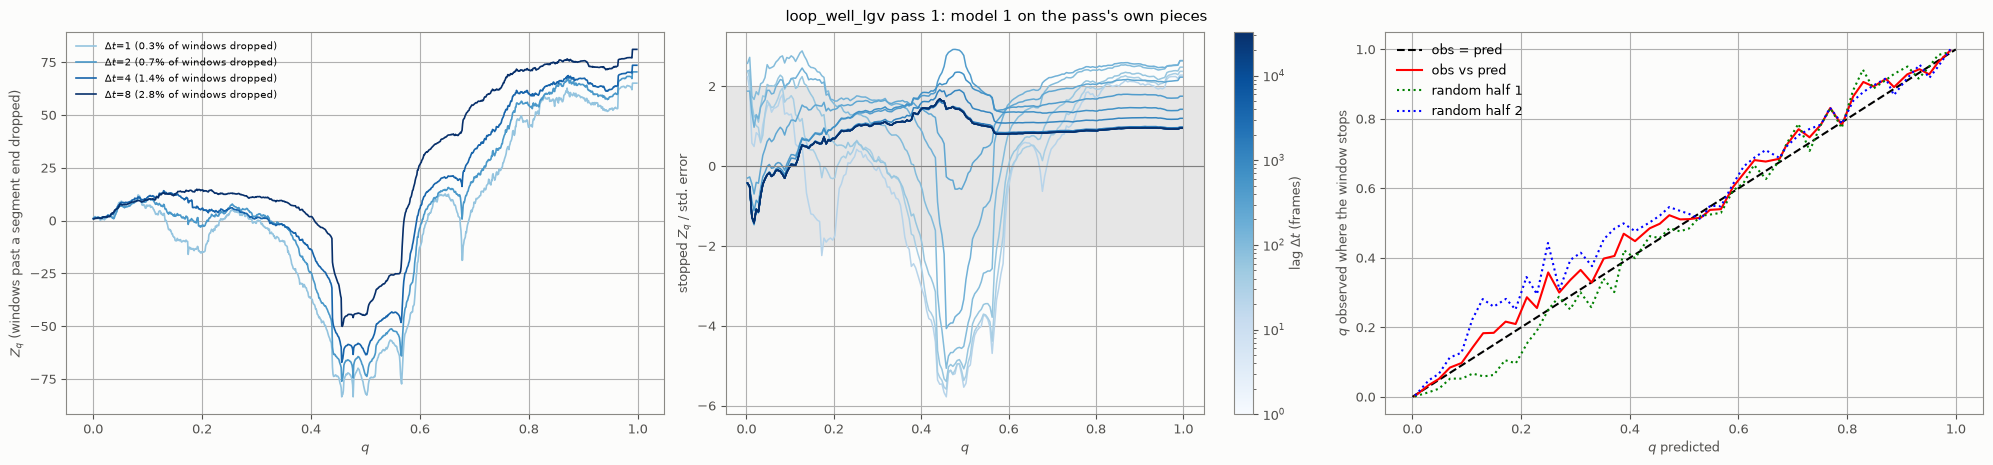 loop_well_lgv pass 1: model 1 on the pass's own pieces
Z_q (windows past a segment end dropped)
75
50
25
0
−25
−50
−75
Δt=1 (0.3% of windows dropped)
Δt=2 (0.7% of windows dropped)
Δt=4 (1.4% of windows dropped)
Δt=8 (2.8% of windows dropped)
0.0 0.2 0.4 0.6 0.8 1.0
q
stopped Z_q / std. error
2
0
−2
−4
−6
0.0 0.2 0.4 0.6 0.8 1.0
q
10^4
10^3
10^2
10^1
10^0
lag Δt (frames)
q observed where the window stops
1.0
0.8
0.6
0.4
0.2
0.0
obs = pred
obs vs pred
random half 1
random half 2
0.0 0.2 0.4 0.6 0.8 1.0
q predicted